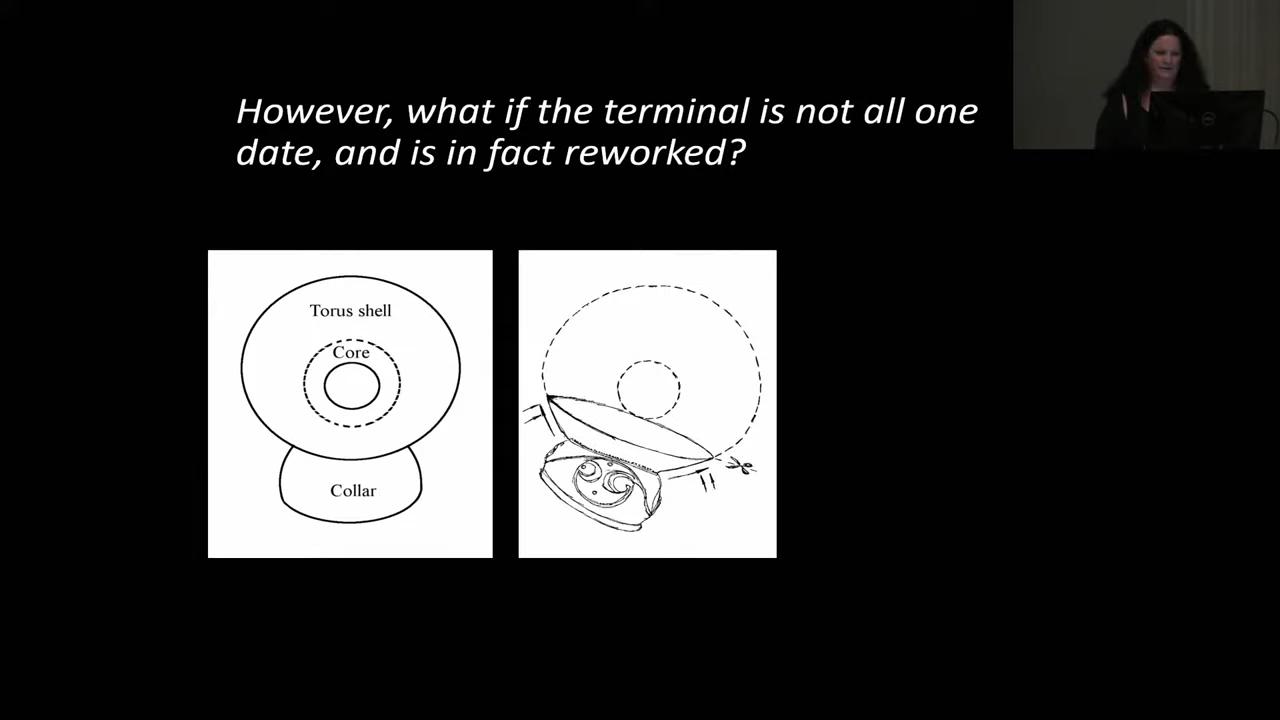 However, what if the terminal is not all one
date, and is in fact reworked?
Torus shell
Core
Collar